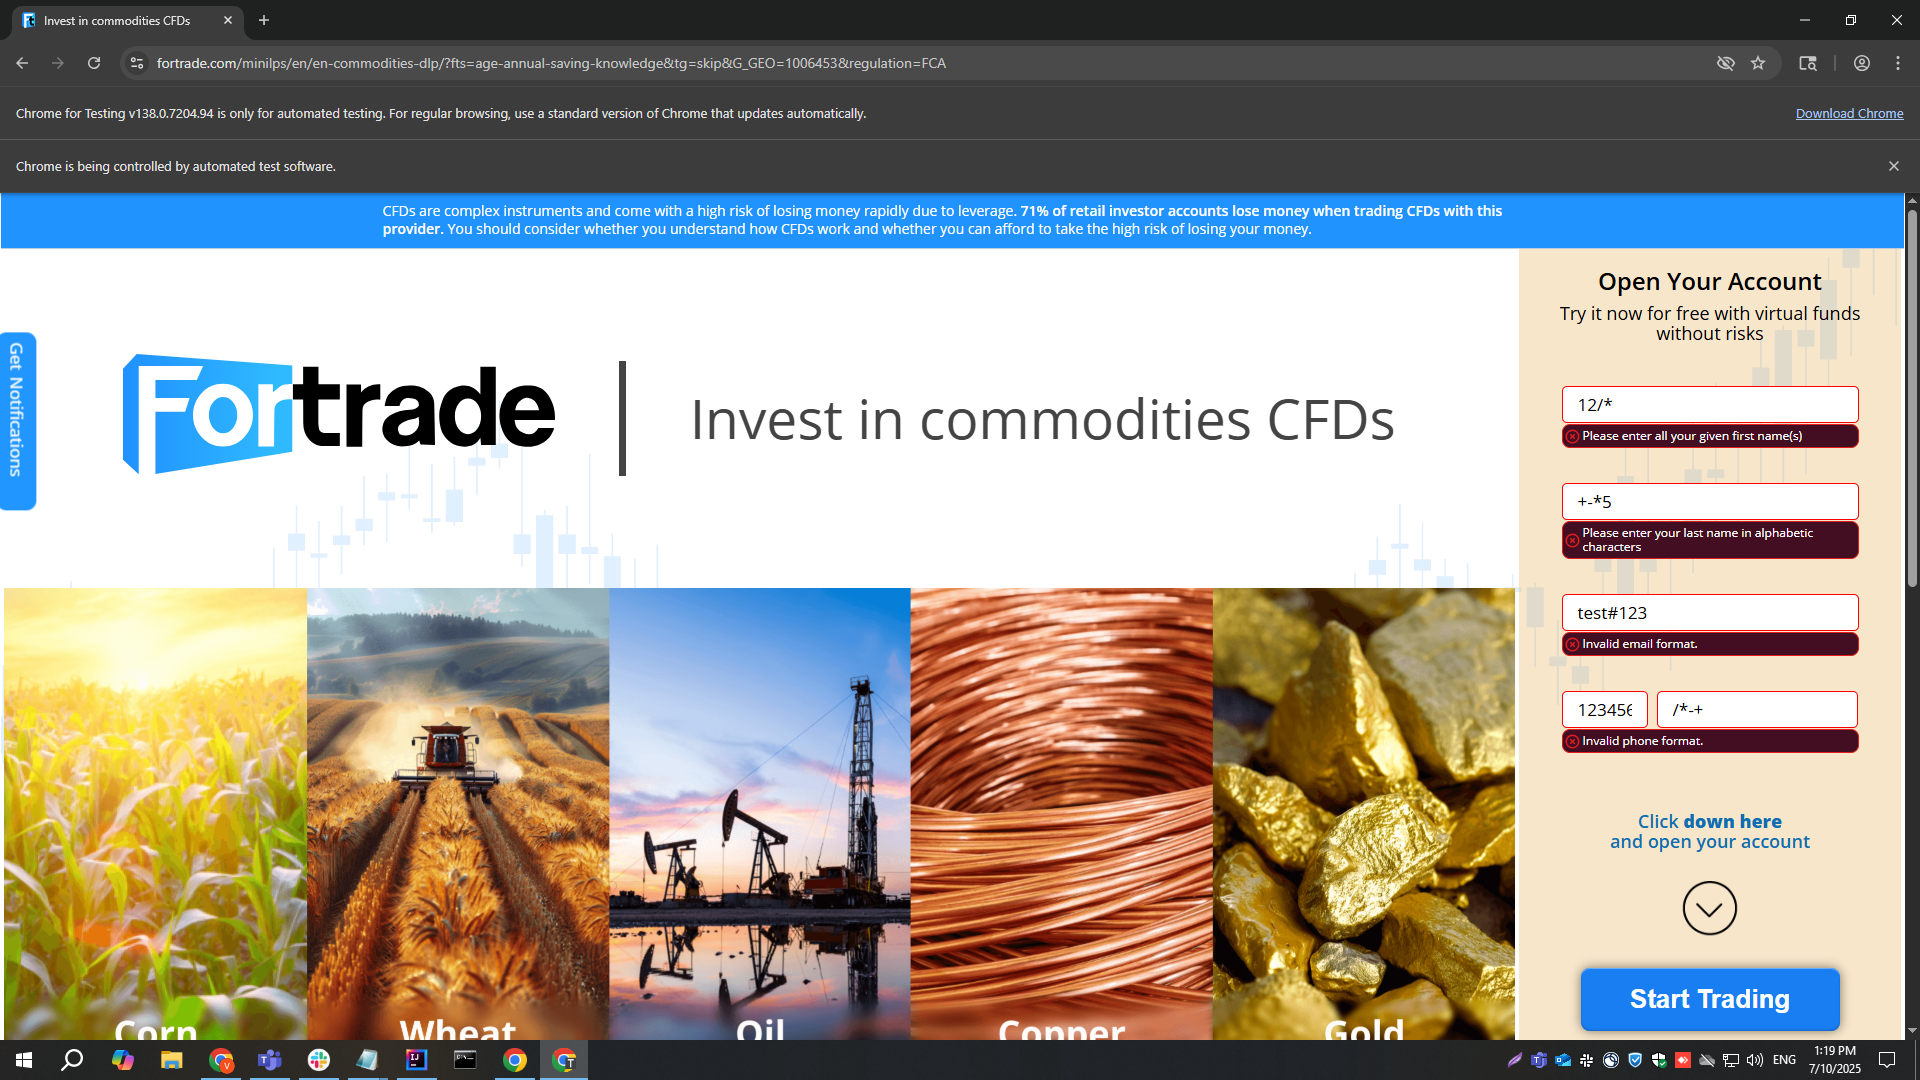 Invest in commodities CFDs
fortrade.com/minilps/en/en-commodities-dlp/?fts=age-annual-saving-knowledge&tg=skip&G_GEO=1006453&regulation=FCA
Chrome for Testing v138.0.7204.94 is only for automated testing. For regular browsing, use a standard version of Chrome that updates automatically.
Download Chrome
Chrome is being controlled by automated test software.
CFDs are complex instruments and come with a high risk of losing money rapidly due to leverage. 71% of retail investor accounts lose money when trading CFDs with this
provider. You should consider whether you understand how CFDs work and whether you can afford to take the high risk of losing your money.
Get Notifications
Fortrade
Invest in commodities CFDs
Open Your Account
Try it now for free with virtual funds
without risks
12/*
Please enter all your given first name(s)
+-*5
Please enter your last name in alphabetic
characters
test#123
Invalid email format.
123456
/*-+
Invalid phone format.
Click down here
and open your account
Start Trading
Corn
Wheat
Oil
Copper
Gold
ENG
1:19 PM
7/10/2025